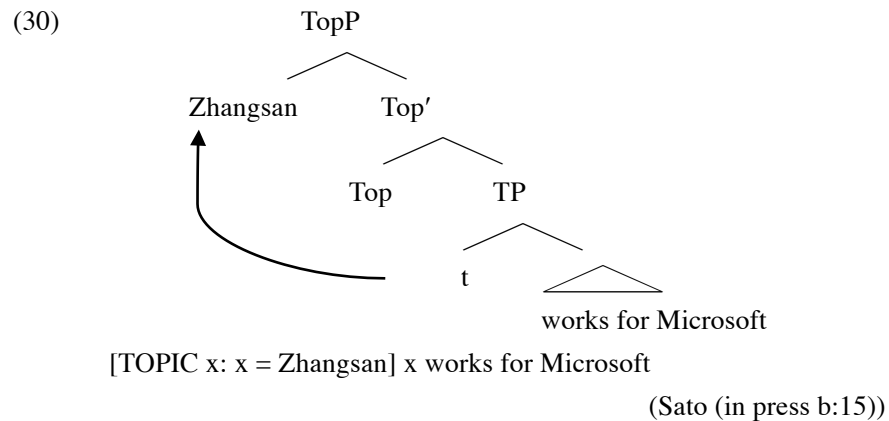 (30) TopP
Zhangsan Top′
Top TP
t
works for Microsoft
[TOPIC x: x = Zhangsan] x works for Microsoft
(Sato (in press b:15))